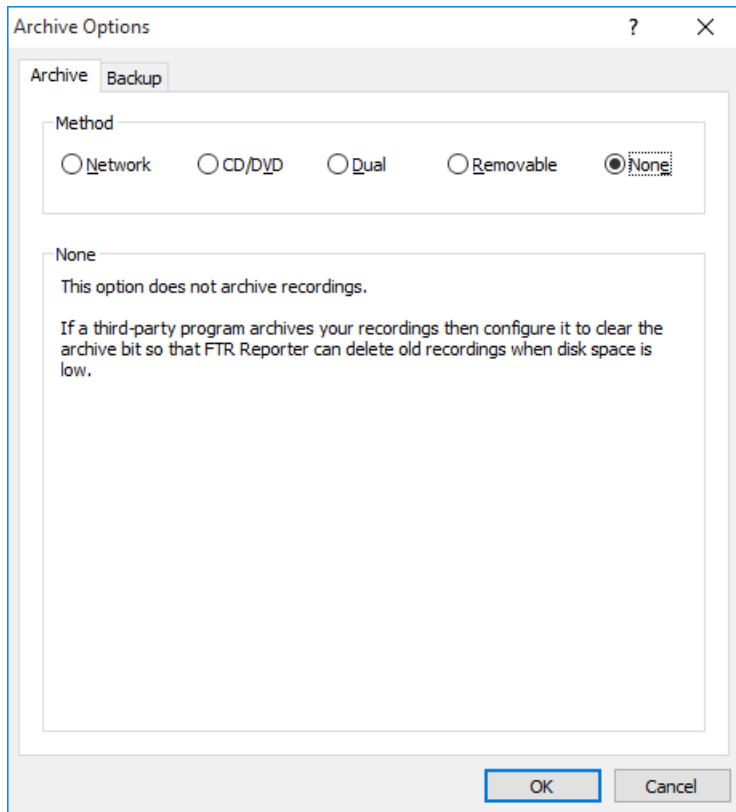 Archive Options
?
Archive
Backup
Method
Network
CD/DVD
Dual
Removable
None
None
This option does not archive recordings.
If a third-party program archives your recordings then configure it to clear the
archive bit so that FTR Reporter can delete old recordings when disk space is
low.
OK
Cancel